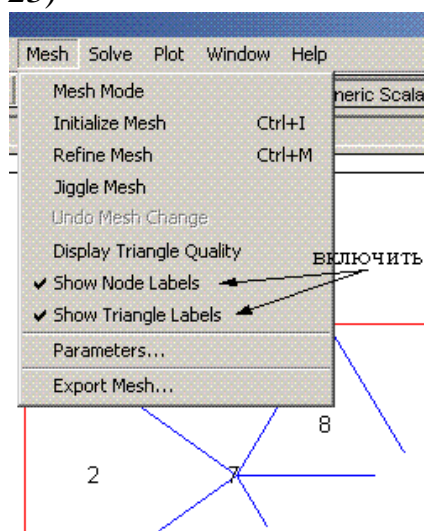 Mesh Solve Plot Window Help
Mesh Mode
neric Scala
Initialize Mesh Ctrl+I
Refine Mesh Ctrl+M
Jiggle Mesh
Undo Mesh Change
Display Triangle Quality
включить
Show Node Labels
Show Triangle Labels
Parameters...
Export Mesh...
8
2 7